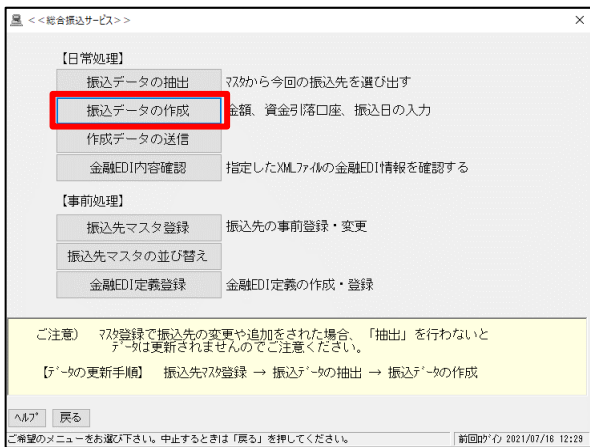 <<総合振込サービス>>
【日常処理】
振込データの抽出 マスタから今回の振込先を選び出す
振込データの作成 金額、資金引落口座、振込日の入力
作成データの送信
金融EDI内容確認 指定したXMLファイルの金融EDI情報を確認する
【事前処理】
振込先マスタ登録 振込先の事前登録・変更
振込先マスタの並び替え
金融EDI定義登録 金融EDI定義の作成・登録
ご注意) マスタ登録で振込先の変更や追加をされた場合、「抽出」を行わないと
データは更新されませんのでご注意ください。
【データの更新手順】 振込先マスタ登録 → 振込データの抽出 → 振込データの作成
ヘルプ 戻る
ご希望のメニューをお選び下さい。中止するときは「戻る」を押してください。 前回ログイン 2021/07/16 12:29